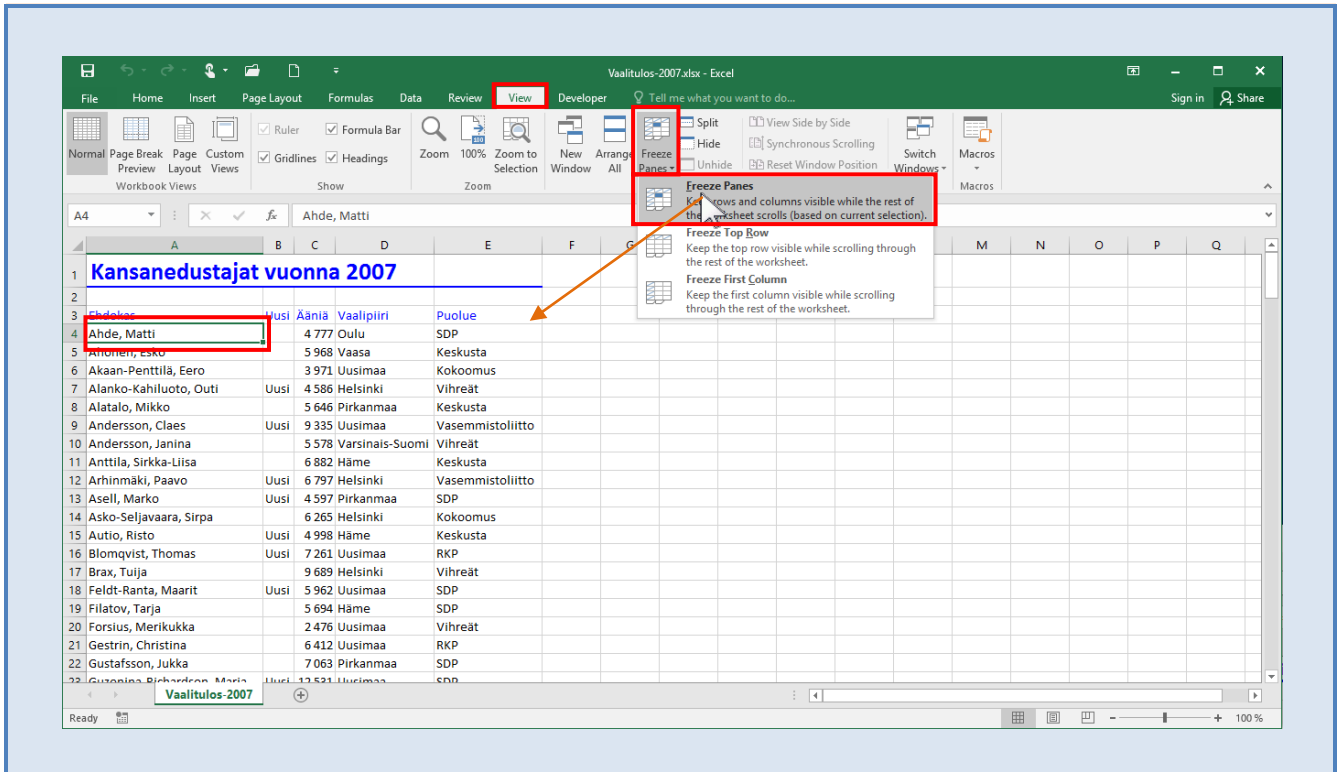 Vaalitulos-2007.xlsx - Excel
File Home Insert Page Layout Formulas Data Review View Developer Tell me what you want to do... Sign in Share
Normal Page Break Preview Page Layout Custom Views
Workbook Views
Ruler Formula Bar
Gridlines Headings
Show
Zoom 100% Zoom to Selection
Zoom
New Window Arrange All Freeze Panes
Split
Hide
Unhide
View Side by Side
Synchronous Scrolling
Reset Window Position
Switch Windows
Macros
Macros
Freeze Panes
Keep rows and columns visible while the rest of
the worksheet scrolls (based on current selection).
Freeze Top Row
Keep the top row visible while scrolling through
the rest of the worksheet.
Freeze First Column
Keep the first column visible while scrolling
through the rest of the worksheet.
A4 fx Ahde, Matti
A B C D E F G M N O P Q
1 Kansanedustajat vuonna 2007
2
3 Ehdokas Uusi Ääniä Vaalipiiri Puolue
4 Ahde, Matti 4 777 Oulu SDP
5 Ahonen, Esko 5 968 Vaasa Keskusta
6 Akaan-Penttilä, Eero 3 971 Uusimaa Kokoomus
7 Alanko-Kahiluoto, Outi Uusi 4 586 Helsinki Vihreät
8 Alatalo, Mikko 5 646 Pirkanmaa Keskusta
9 Andersson, Claes Uusi 9 335 Uusimaa Vasemmistoliitto
10 Andersson, Janina 5 578 Varsinais-Suomi Vihreät
11 Anttila, Sirkka-Liisa 6 882 Häme Keskusta
12 Arhinmäki, Paavo Uusi 6 797 Helsinki Vasemmistoliitto
13 Asell, Marko Uusi 4 597 Pirkanmaa SDP
14 Asko-Seljavaara, Sirpa 6 265 Helsinki Kokoomus
15 Autio, Risto Uusi 4 998 Häme Keskusta
16 Blomqvist, Thomas Uusi 7 261 Uusimaa RKP
17 Brax, Tuija 9 689 Helsinki Vihreät
18 Feldt-Ranta, Maarit Uusi 5 962 Uusimaa SDP
19 Filatov, Tarja 5 694 Häme SDP
20 Forsius, Merikukka 2 476 Uusimaa Vihreät
21 Gestrin, Christina 6 412 Uusimaa RKP
22 Gustafsson, Jukka 7 063 Pirkanmaa SDP
23 Guzenina-Richardson, Maria Uusi 12 531 Uusimaa SDP
Vaalitulos-2007
Ready 100 %